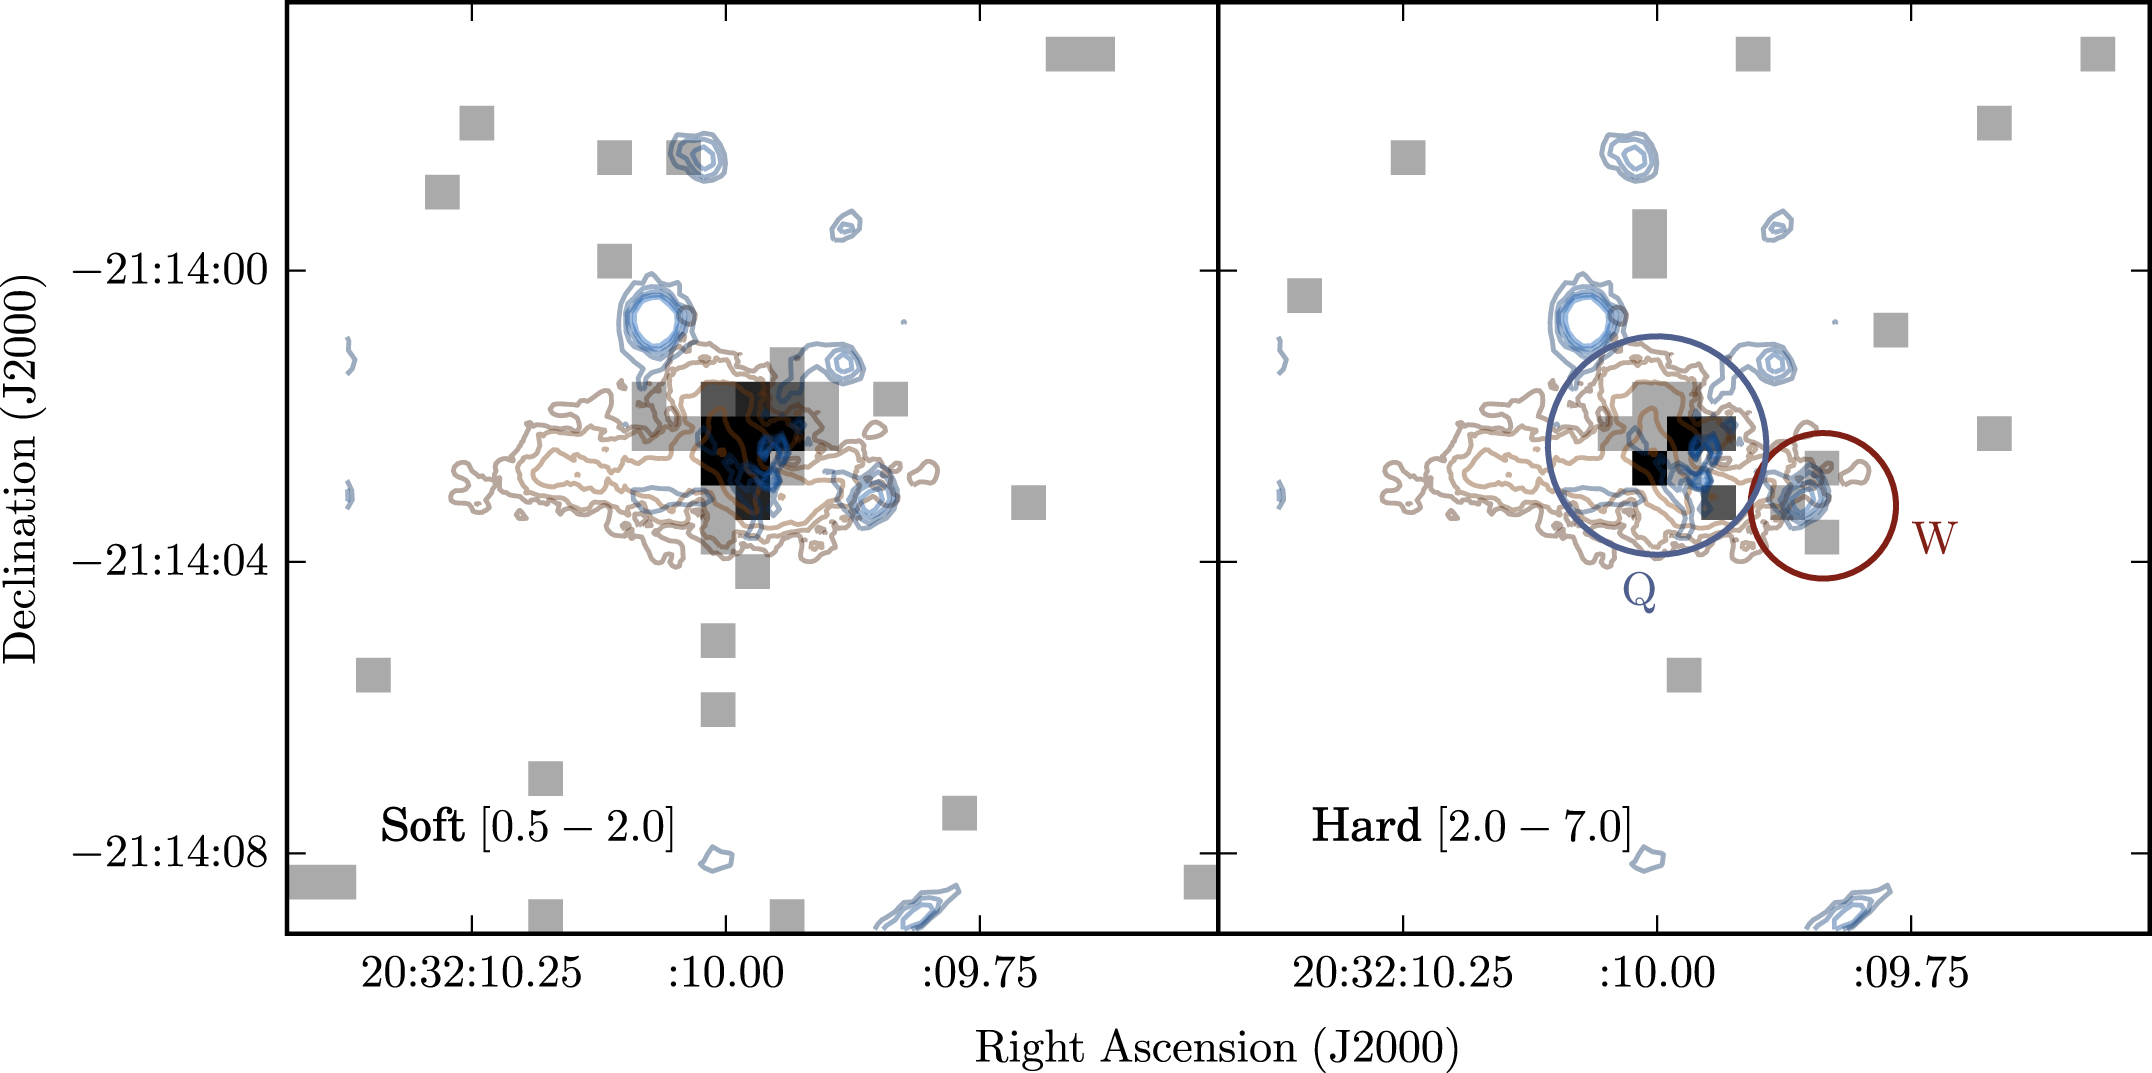 Declination (J2000)
−21:14:00
−21:14:04
−21:14:08
Soft [0.5 − 2.0]
Hard [2.0 − 7.0]
Q
W
20:32:10.25 :10.00 :09.75
20:32:10.25 :10.00 :09.75
Right Ascension (J2000)